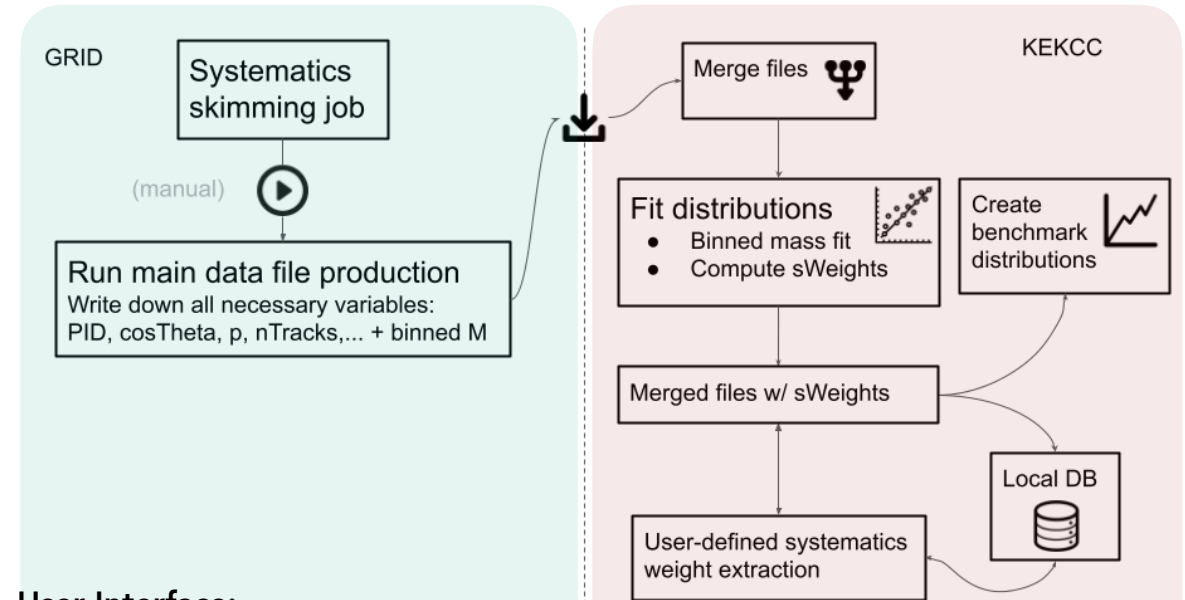 GRID
Systematics
skimming job
(manual)
Run main data file production
Write down all necessary variables:
PID, cosTheta, p, nTracks,... + binned M
KEKCC
Merge files
Fit distributions
● Binned mass fit
● Compute sWeights
Create
benchmark
distributions
Merged files w/ sWeights
Local DB
User-defined systematics
weight extraction
User Interface: